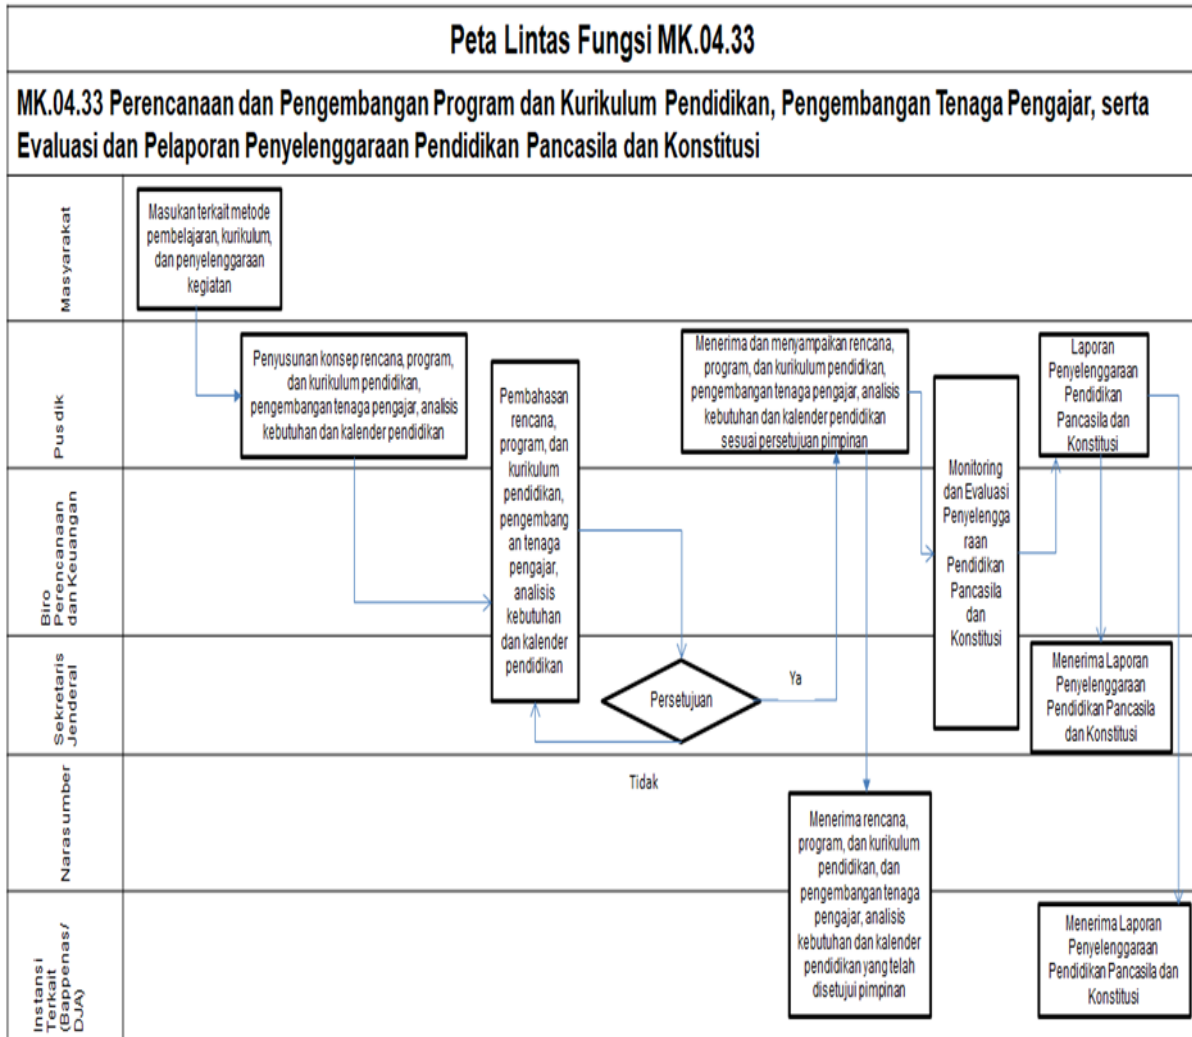 Peta Lintas Fungsi MK.04.33
MK.04.33 Perencanaan dan Pengembangan Program dan Kurikulum Pendidikan, Pengembangan Tenaga Pengajar, serta
Evaluasi dan Pelaporan Penyelenggaraan Pendidikan Pancasila dan Konstitusi
Masyarakat
Masukan terkait metode
pembelajaran, kurikulum,
dan penyelenggaraan
kegiatan
Pusdik
Penyusunan konsep rencana, program,
dan kurikulum pendidikan,
pengembangan tenaga pengajar, analisis
kebutuhan dan kalender pendidikan
Pembahasan
rencana,
program, dan
kurikulum
pendidikan,
pengembang
an tenaga
pengajar,
analisis
kebutuhan
dan kalender
pendidikan
Menerima dan menyampaikan rencana,
program, dan kurikulum pendidikan,
pengembangan tenaga pengajar, analisis
kebutuhan dan kalender pendidikan
sesuai persetujuan pimpinan
Monitoring
dan Evaluasi
Penyelengga
raan
Pendidikan
Pancasila
dan
Konstitusi
Laporan
Penyelenggaraan
Pendidikan
Pancasila dan
Konstitusi
Biro
Perencanaan
dan Keuangan
Sekretaris
Jenderal
Persetujuan
Ya
Menerima Laporan
Penyelenggaraan
Pendidikan Pancasila
dan Konstitusi
Narasumber
Tidak
Menerima rencana,
program, dan kurikulum
pendidikan, dan
pengembangan tenaga
pengajar, analisis
kebutuhan dan kalender
pendidikan yang telah
disetujui pimpinan
Instansi
Terkait
(Bappenas/
DJA)
Menerima Laporan
Penyelenggaraan
Pendidikan Pancasila dan
Konstitusi